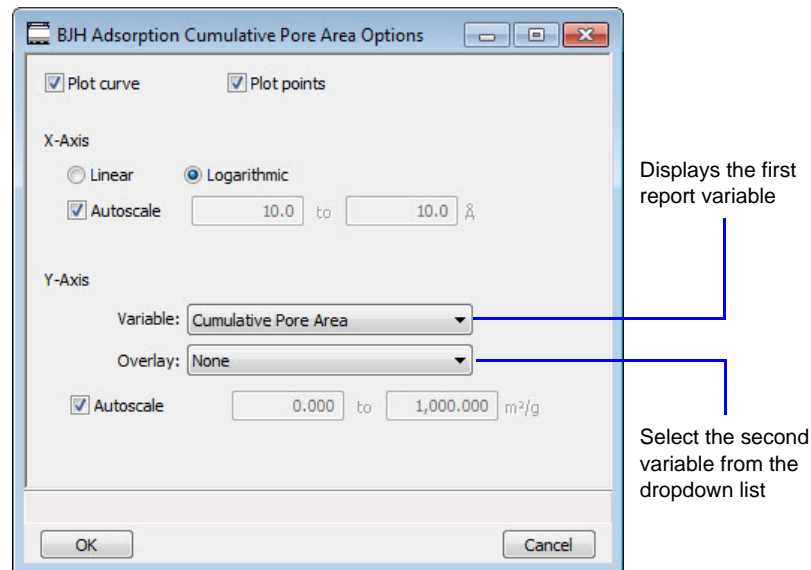 BJH Adsorption Cumulative Pore Area Options
Plot curve Plot points
X-Axis
Linear Logarithmic
Autoscale 10.0 to 10.0 Å
Displays the first
report variable
Y-Axis
Variable: Cumulative Pore Area
Overlay: None
Autoscale 0.000 to 1,000.000 m²/g
Select the second
variable from the
dropdown list
OK Cancel